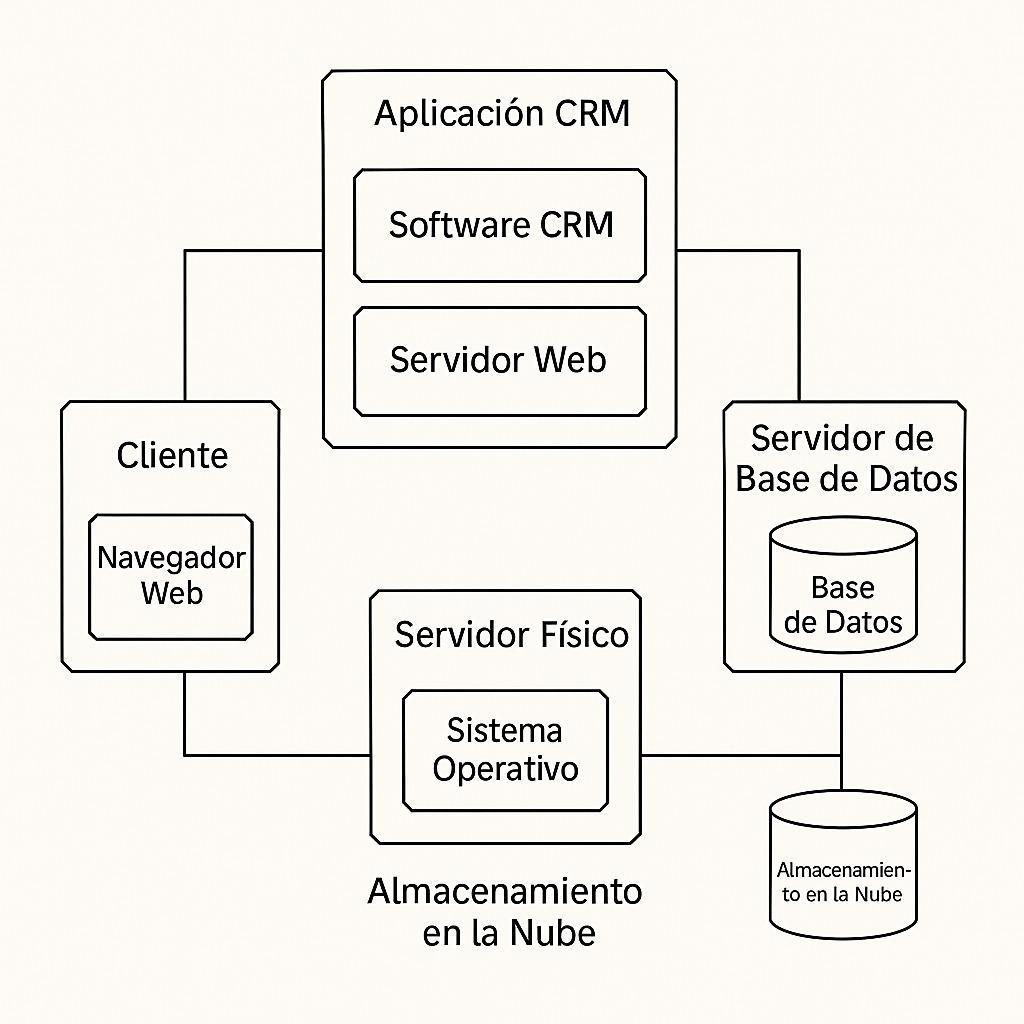 Aplicación CRM
Software CRM
Servidor Web
Cliente
Navegador
Web
Servidor de
Base de Datos
Base
de Datos
Servidor Físico
Sistema
Operativo
Almacenamiento
en la Nube
Almacenamien-
to en la Nube